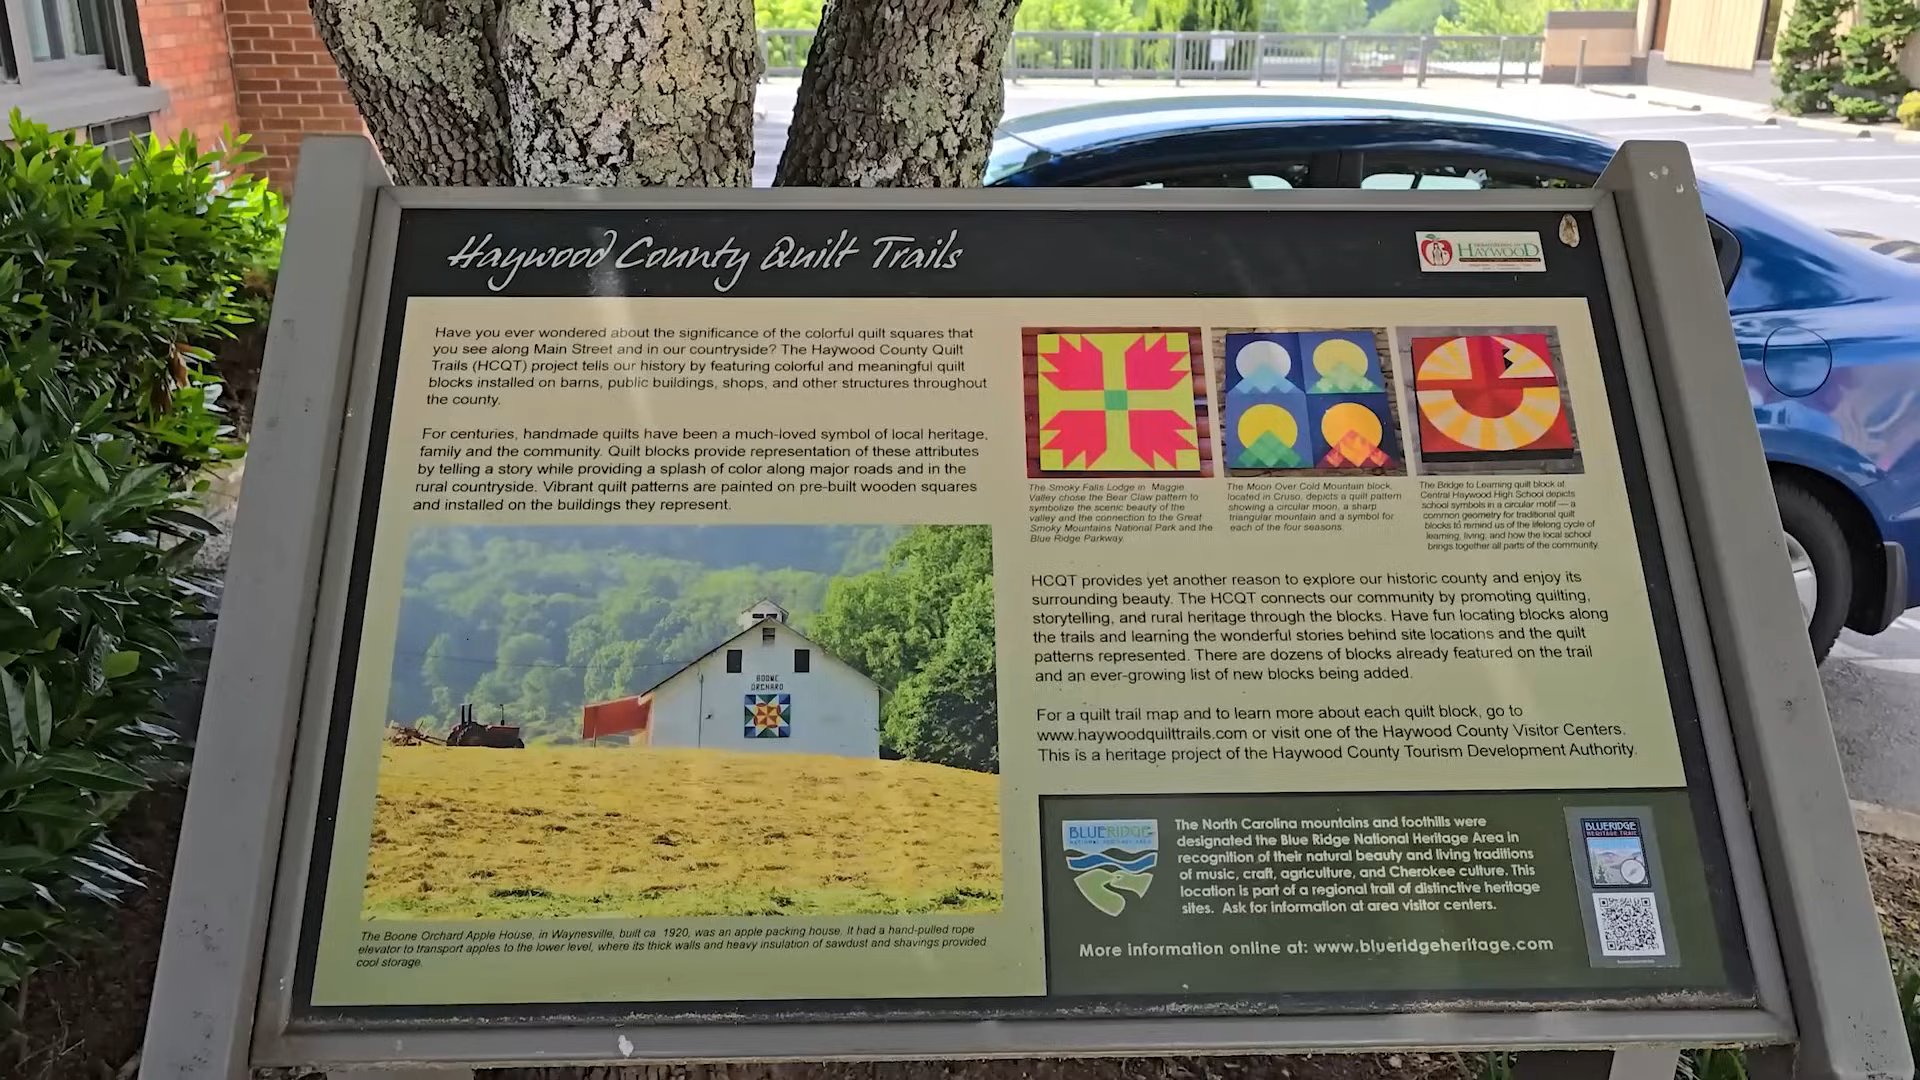 Haywood County Quilt Trails
HAYWOOD
Have you ever wondered about the significance of the colorful quilt squares that
you see along Main Street and in our countryside? The Haywood County Quilt
Trails (HCQT) project tells our history by featuring colorful and meaningful quilt
blocks installed on barns, public buildings, shops, and other structures throughout
the county.
For centuries, handmade quilts have been a much-loved symbol of local heritage,
family and the community. Quilt blocks provide representation of these attributes
by telling a story while providing a splash of color along major roads and in the
rural countryside. Vibrant quilt patterns are painted on pre-built wooden squares
and installed on the buildings they represent.
BOONE
ORCHARD
The Boone Orchard Apple House, in Waynesville, built ca. 1920, was an apple packing house. It had a hand-pulled rope
elevator to transport apples to the lower level, where its thick walls and heavy insulation of sawdust and shavings provided
cool storage.
The Smoky Falls Lodge in Maggie
Valley chose the Bear Claw pattern to
symbolize the scenic beauty of the
valley and the connection to the Great
Smoky Mountains National Park and the
Blue Ridge Parkway.
The Moon Over Cold Mountain block,
located in Cruso, depicts a quilt pattern
showing a circular moon, a sharp
triangular mountain and a symbol for
each of the four seasons.
The Bridge to Learning quilt block at
Central Haywood High School depicts
school symbols in a circular motif — a
common geometry for traditional quilt
blocks to remind us of the lifelong cycle of
learning, living, and how the local school
brings together all parts of the community.
HCQT provides yet another reason to explore our historic county and enjoy its
surrounding beauty. The HCQT connects our community by promoting quilting,
storytelling, and rural heritage through the blocks. Have fun locating blocks along
the trails and learning the wonderful stories behind site locations and the quilt
patterns represented. There are dozens of blocks already featured on the trail
and an ever-growing list of new blocks being added.
For a quilt trail map and to learn more about each quilt block, go to
www.haywoodquilttrails.com or visit one of the Haywood County Visitor Centers.
This is a heritage project of the Haywood County Tourism Development Authority.
BLUE RIDGE
NATIONAL HERITAGE AREA
The North Carolina mountains and foothills were
designated the Blue Ridge National Heritage Area in
recognition of their natural beauty and living traditions
of music, craft, agriculture, and Cherokee culture. This
location is part of a regional trail of distinctive heritage
sites. Ask for information at area visitor centers.
More information online at: www.blueridgeheritage.com
BLUE RIDGE
HERITAGE TRAIL